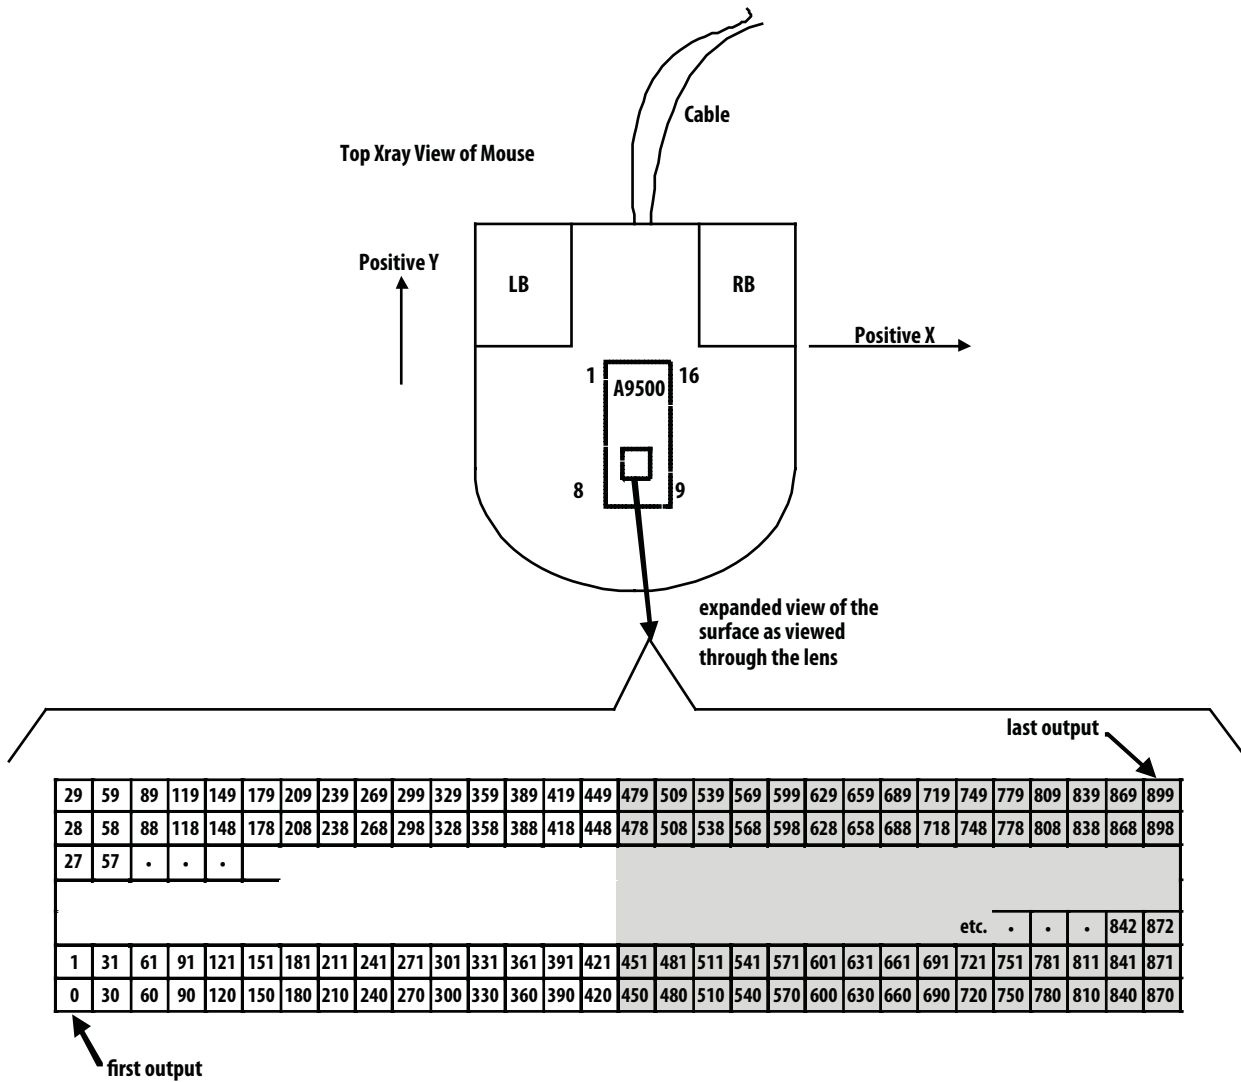 Cable
Top Xray View of Mouse
Positive Y
LB
RB
Positive X
1
16
A9500
8
9
expanded view of the
surface as viewed
through the lens
last output
29 59 89 119 149 179 209 239 269 299 329 359 389 419 449 479 509 539 569 599 629 659 689 719 749 779 809 839 869 899
28 58 88 118 148 178 208 238 268 298 328 358 388 418 448 478 508 538 568 598 628 658 688 718 748 778 808 838 868 898
27 57 . . .
etc. . . . 842 872
1 31 61 91 121 151 181 211 241 271 301 331 361 391 421 451 481 511 541 571 601 631 661 691 721 751 781 811 841 871
0 30 60 90 120 150 180 210 240 270 300 330 360 390 420 450 480 510 540 570 600 630 660 690 720 750 780 810 840 870
first output